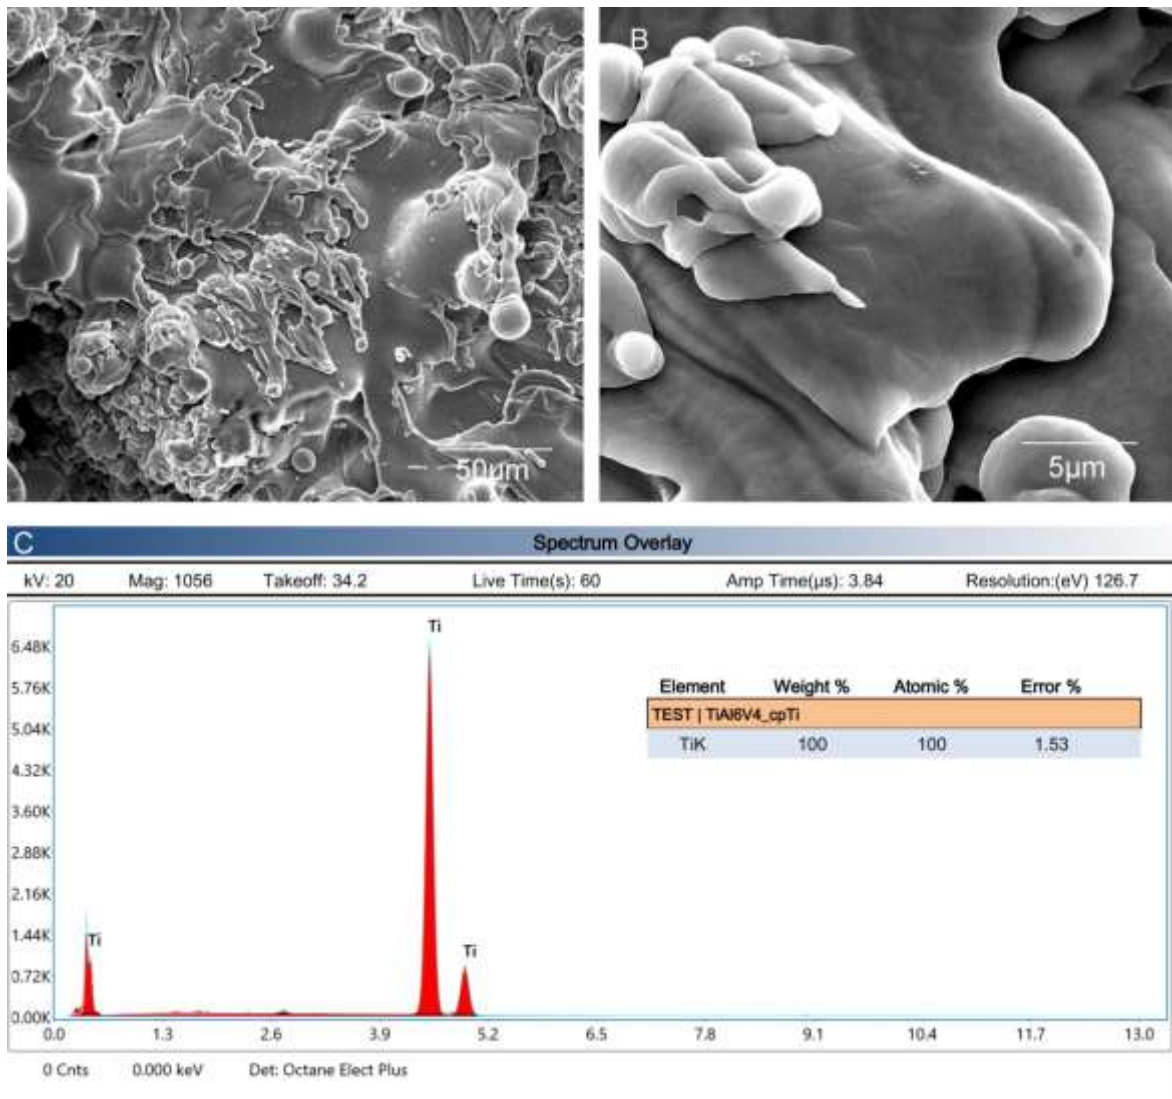 B
50µm
5µm
C
Spectrum Overlay
kV: 20 Mag: 1056 Takeoff: 34.2 Live Time(s): 60 Amp Time(µs): 3.84 Resolution:(eV) 126.7
Ti
6.48K
Element Weight % Atomic % Error %
5.76K
TEST | TiAl6V4_cpTi
5.04K
TiK 100 100 1.53
4.32K
3.60K
2.88K
2.16K
1.44K
Ti
Ti
0.72K
0.00K
0.0 1.3 2.6 3.9 5.2 6.5 7.8 9.1 10.4 11.7 13.0
0 Cnts 0.000 keV Det: Octane Elect Plus